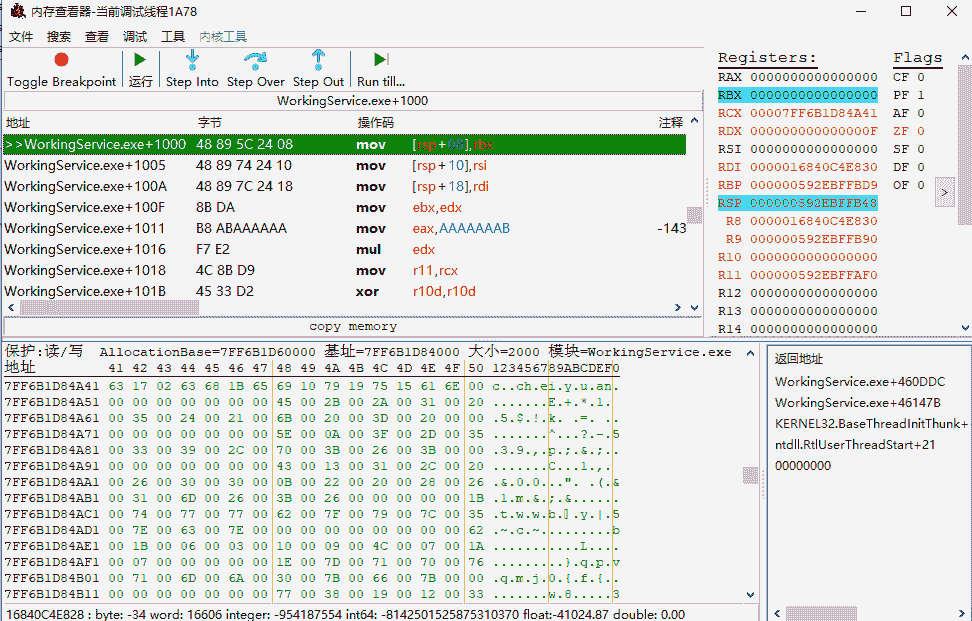 内存查看器-当前调试线程1A78
文件 搜索 查看 调试 工具 内核工具
Toggle Breakpoint 运行 Step Into Step Over Step Out Run till...
WorkingService.exe+1000
地址 字节 操作码 注释
>>WorkingService.exe+1000 48 89 5C 24 08 mov [rsp+08],rbx
WorkingService.exe+1005 48 89 74 24 10 mov [rsp+10],rsi
WorkingService.exe+100A 48 89 7C 24 18 mov [rsp+18],rdi
WorkingService.exe+100F 8B DA mov ebx,edx
WorkingService.exe+1011 B8 ABAAAAAA mov eax,AAAAAAAB -143
WorkingService.exe+1016 F7 E2 mul edx
WorkingService.exe+1018 4C 8B D9 mov r11,rcx
WorkingService.exe+101B 45 33 D2 xor r10d,r10d
copy memory
Registers: Flags
RAX 0000000000000000 CF 0
RBX 0000000000000000 PF 1
RCX 00007FF6B1D84A41 AF 0
RDX 000000000000000F ZF 0
RSI 0000000000000000 SF 0
RDI 0000016840C4E830 DF 0
RBP 000000592EBFFBD9 OF 0
RSP 000000592EBFFB48
R8 0000016840C4E830
R9 000000592EBFFB90
R10 0000000000000000
R11 000000592EBFFAF0
R12 0000000000000000
R13 0000000000000000
R14 0000000000000000
保护:读/写 AllocationBase=7FF6B1D60000 基址=7FF6B1D84000 大小=2000 模块=WorkingService.exe
地址 41 42 43 44 45 46 47 48 49 4A 4B 4C 4D 4E 4F 50 123456789ABCDEF0
7FF6B1D84A41 63 17 02 63 68 1B 65 69 10 79 19 75 15 61 6E 00 c..ch.ei.y.u.an.
7FF6B1D84A51 00 00 00 00 00 00 00 45 00 2B 00 2A 00 31 00 20 .......E.+.*.1. 
7FF6B1D84A61 00 35 00 24 00 21 00 6B 00 20 00 3D 00 20 00 00 .5.$.!.k. .=. ..
7FF6B1D84A71 00 00 00 00 00 00 00 5E 00 0A 00 3F 00 2D 00 35 .......^...?.-.5
7FF6B1D84A81 00 33 00 39 00 2C 00 70 00 3B 00 26 00 3B 00 00 .3.9.,.p.;.&.;..
7FF6B1D84A91 00 00 00 00 00 00 00 43 00 13 00 31 00 2C 00 20 .......C...1.,. 
7FF6B1D84AA1 00 26 00 30 00 30 00 0B 00 22 00 20 00 28 00 26 .&.0.0...". .(.&
7FF6B1D84AB1 00 31 00 6D 00 26 00 3B 00 26 00 00 00 00 00 1B .1.m.&.;.&......
7FF6B1D84AC1 00 74 00 77 00 77 00 62 00 7F 00 79 00 7C 00 35 .t.w.w.b.▯.y.|.5
7FF6B1D84AD1 00 7E 00 63 00 7E 00 00 00 00 00 00 00 00 00 62 .~.c.~.........b
7FF6B1D84AE1 00 1B 00 06 00 03 00 10 00 09 00 4C 00 07 00 1A ...........L....
7FF6B1D84AF1 00 07 00 00 00 00 00 1E 00 7D 00 71 00 70 00 76 .........}.q.p.v
7FF6B1D84B01 00 71 00 6D 00 6A 00 30 00 7B 00 66 00 7B 00 00 .q.m.j.0.{.f.{..
7FF6B1D84B11 00 00 00 00 00 00 00 77 00 38 00 19 00 12 00 33 .......w.8.....3
16840C4E828 : byte: -34 word: 16606 integer: -954187554 int64: -8142501525875310370 float:-41024.87 double: 0.00
返回地址
WorkingService.exe+460DDC
WorkingService.exe+46147B
KERNEL32.BaseThreadInitThunk+
ntdll.RtlUserThreadStart+21
00000000